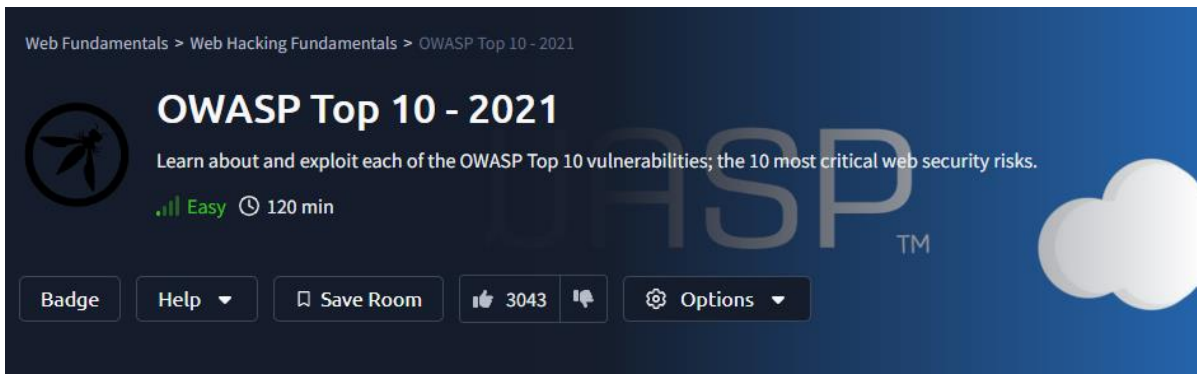 Web Fundamentals > Web Hacking Fundamentals > OWASP Top 10 - 2021
OWASP Top 10 - 2021
Learn about and exploit each of the OWASP Top 10 vulnerabilities; the 10 most critical web security risks.
Easy 120 min
OWASP
TM
Badge Help Save Room 3043 Options